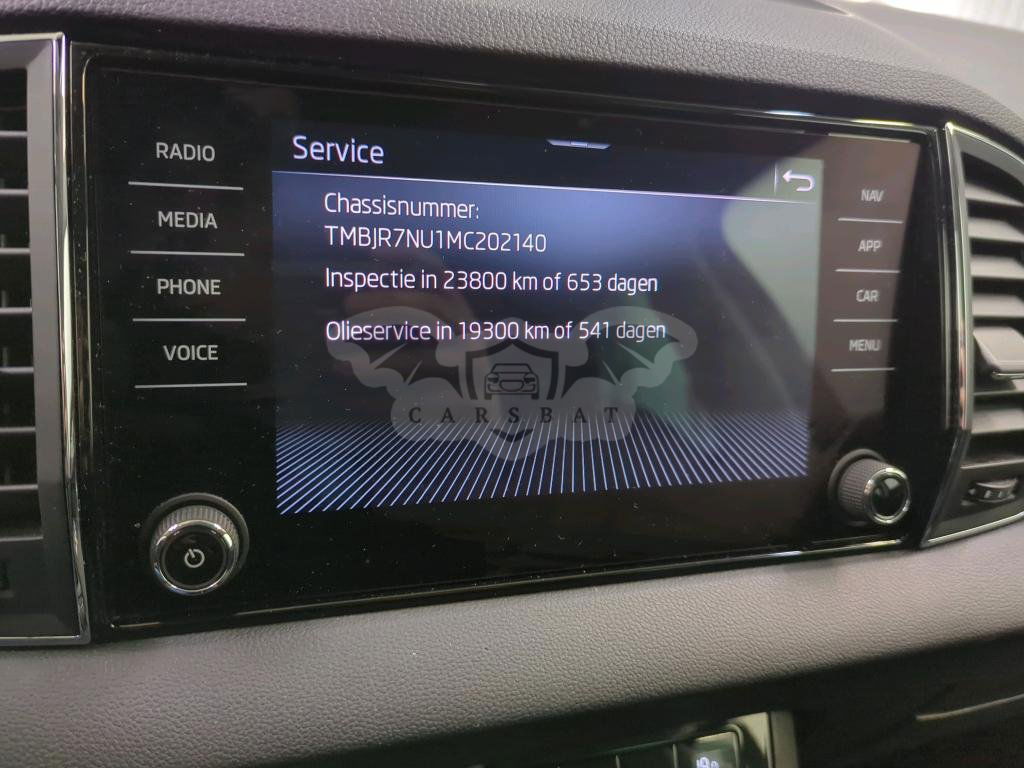 RADIO
MEDIA
PHONE
VOICE
Service
Chassisnummer:
TMBJR7NU1MC202140
Inspectie in 23800 km of 653 dagen
Olieservice in 19300 km of 541 dagen
CARSBAT
NAV
APP
CAR
MENU